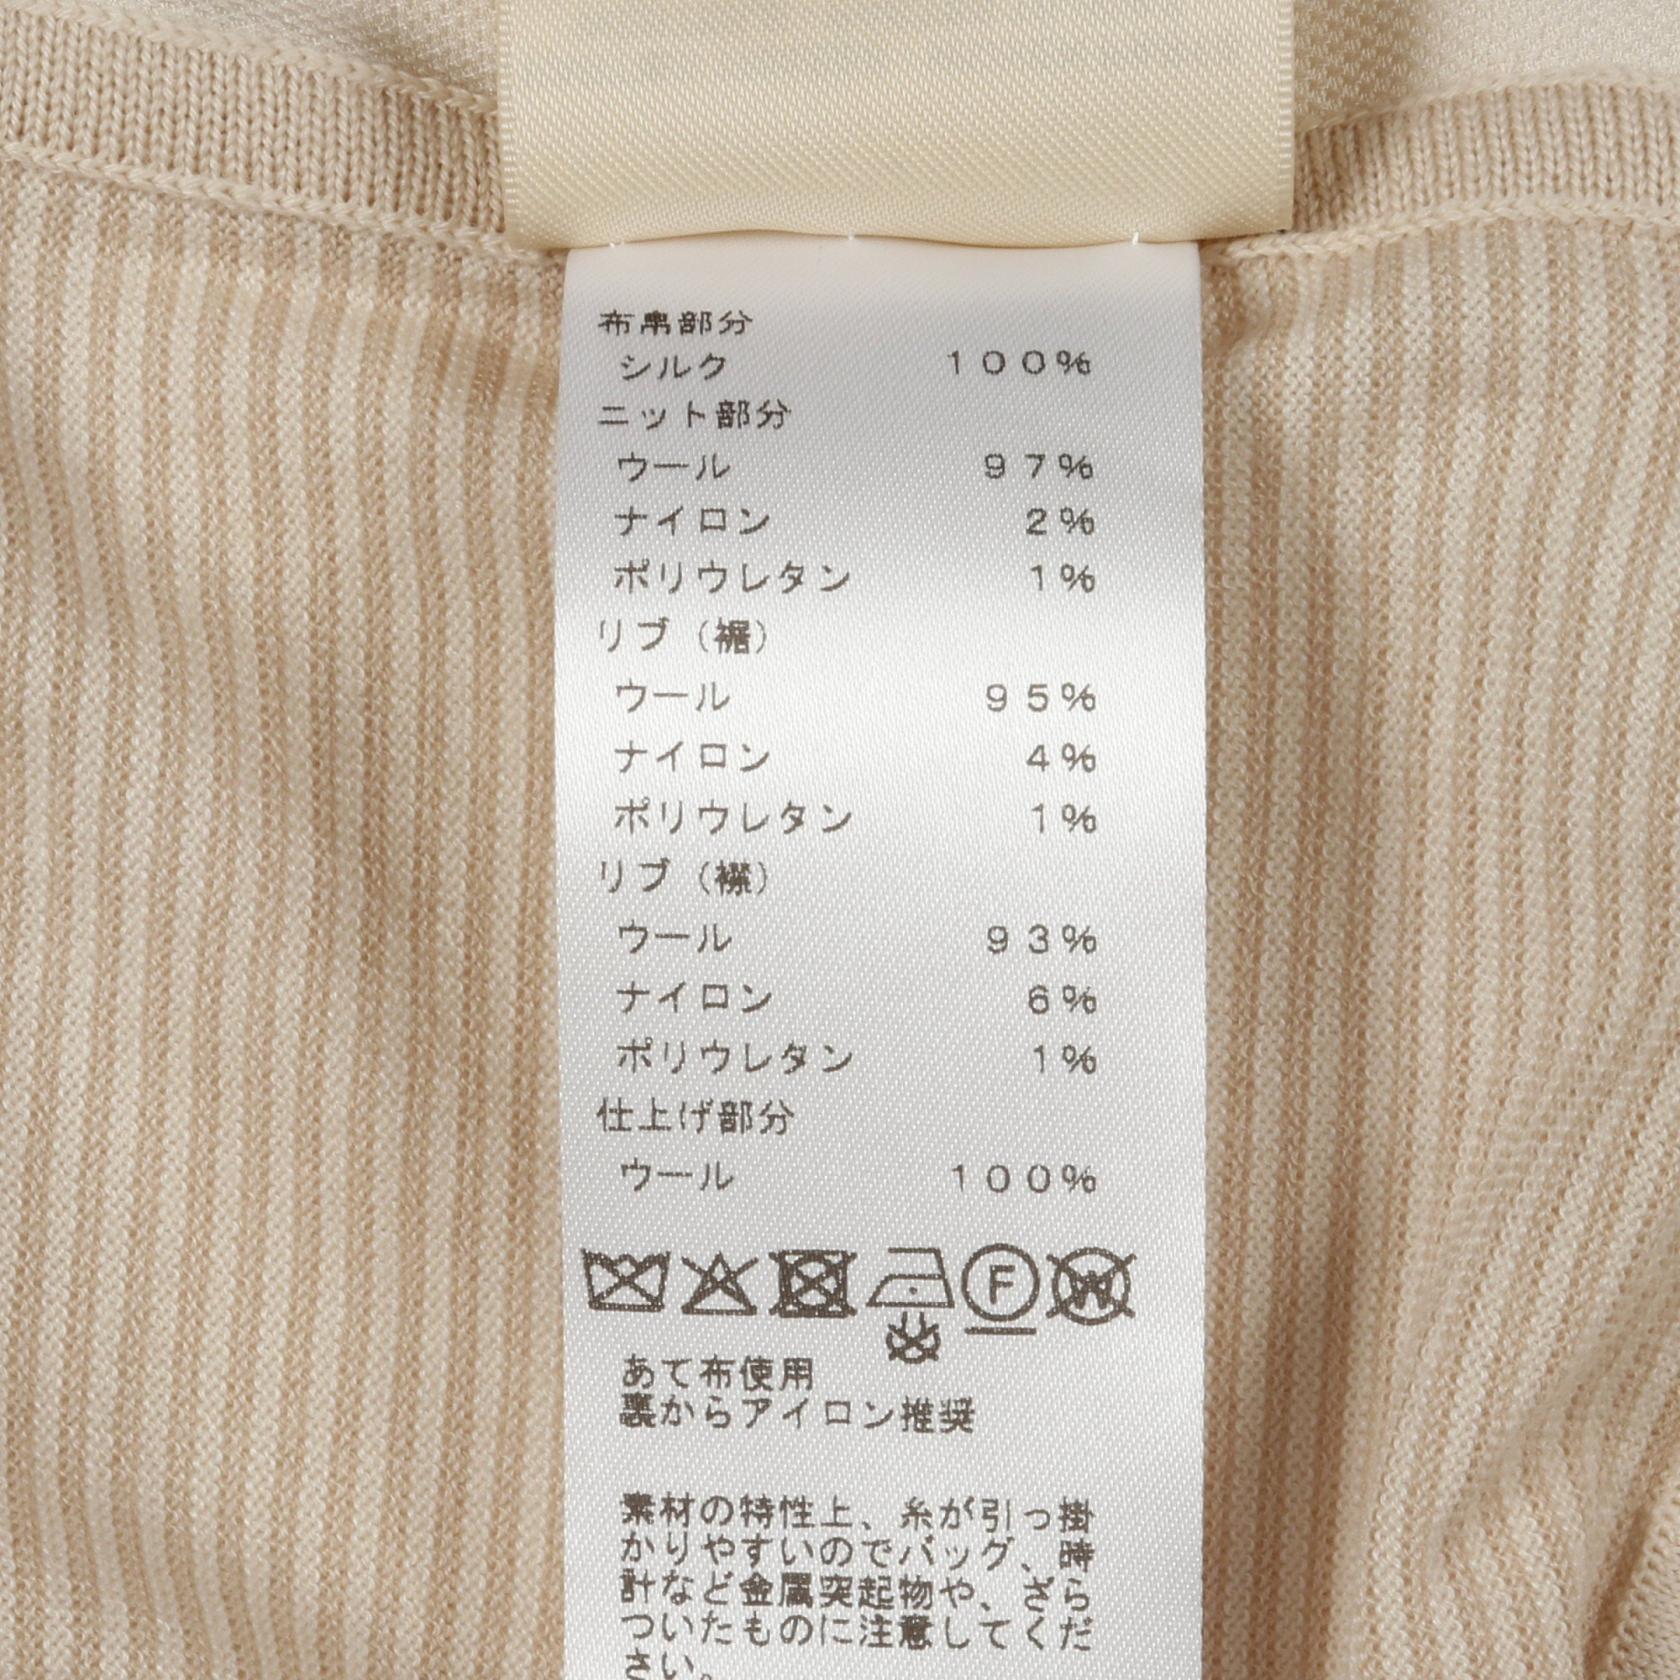 布帛部分
シルク 100%
ニット部分
ウール 97%
ナイロン 2%
ポリウレタン 1%
リブ（裾）
ウール 95%
ナイロン 4%
ポリウレタン 1%
リブ（襟）
ウール 93%
ナイロン 6%
ポリウレタン 1%
仕上げ部分
ウール 100%
F W
あて布使用
裏からアイロン推奨
素材の特性上、糸が引っ掛
かりやすいのでバッグ、時
計など金属突起物や、ざら
ついたものに注意してくだ
さい。